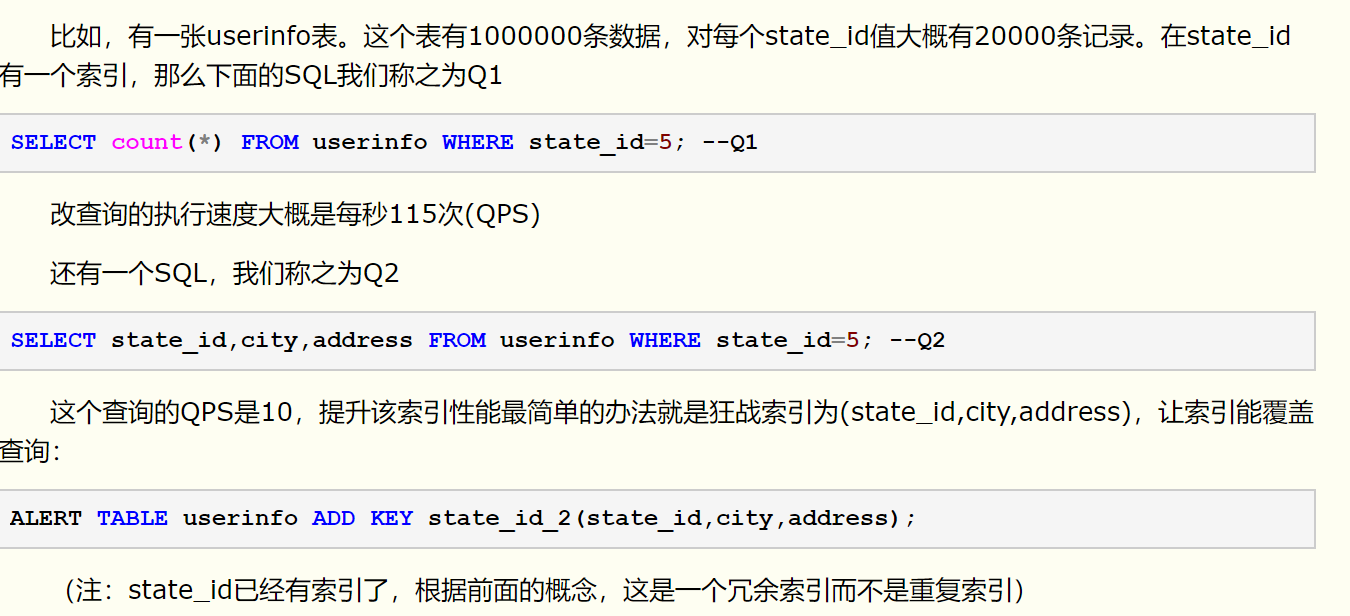 比如，有一张userinfo表。这个表有1000000条数据，对每个state_id值大概有20000条记录。在state_id
有一个索引，那么下面的SQL我们称之为Q1
SELECT count(*) FROM userinfo WHERE state_id=5; --Q1
改查询的执行速度大概是每秒115次(QPS)
还有一个SQL，我们称之为Q2
SELECT state_id,city,address FROM userinfo WHERE state_id=5; --Q2
这个查询的QPS是10，提升该索引性能最简单的办法就是狂战索引为(state_id,city,address)，让索引能覆盖
查询：
ALERT TABLE userinfo ADD KEY state_id_2(state_id,city,address);
（注：state_id已经有索引了，根据前面的概念，这是一个冗余索引而不是重复索引）